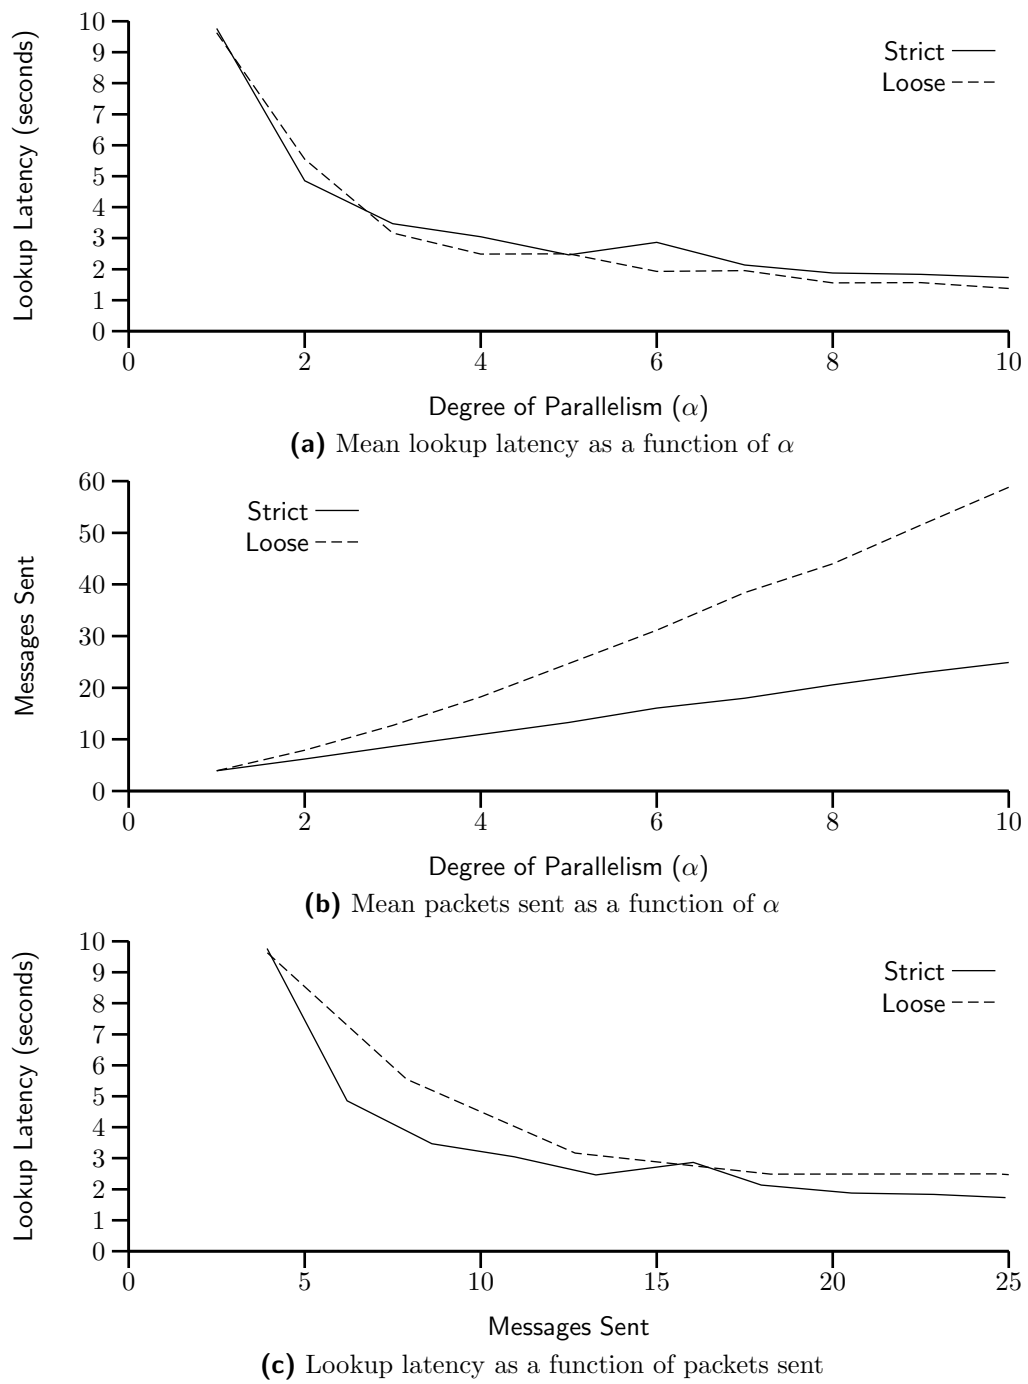 Lookup Latency (seconds)
10
9
8
7
6
5
4
3
2
1
0
Strict
Loose
0 2 4 6 8 10
Degree of Parallelism (α)
(a) Mean lookup latency as a function of α
Messages Sent
60
50
40
30
20
10
0
Strict
Loose
0 2 4 6 8 10
Degree of Parallelism (α)
(b) Mean packets sent as a function of α
Lookup Latency (seconds)
10
9
8
7
6
5
4
3
2
1
0
Strict
Loose
0 5 10 15 20 25
Messages Sent
(c) Lookup latency as a function of packets sent